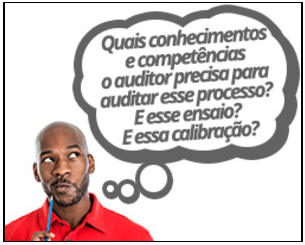 Quais conhecimentos
e competências
o auditor precisa para
auditar esse processo?
E esse ensaio?
E essa calibração?